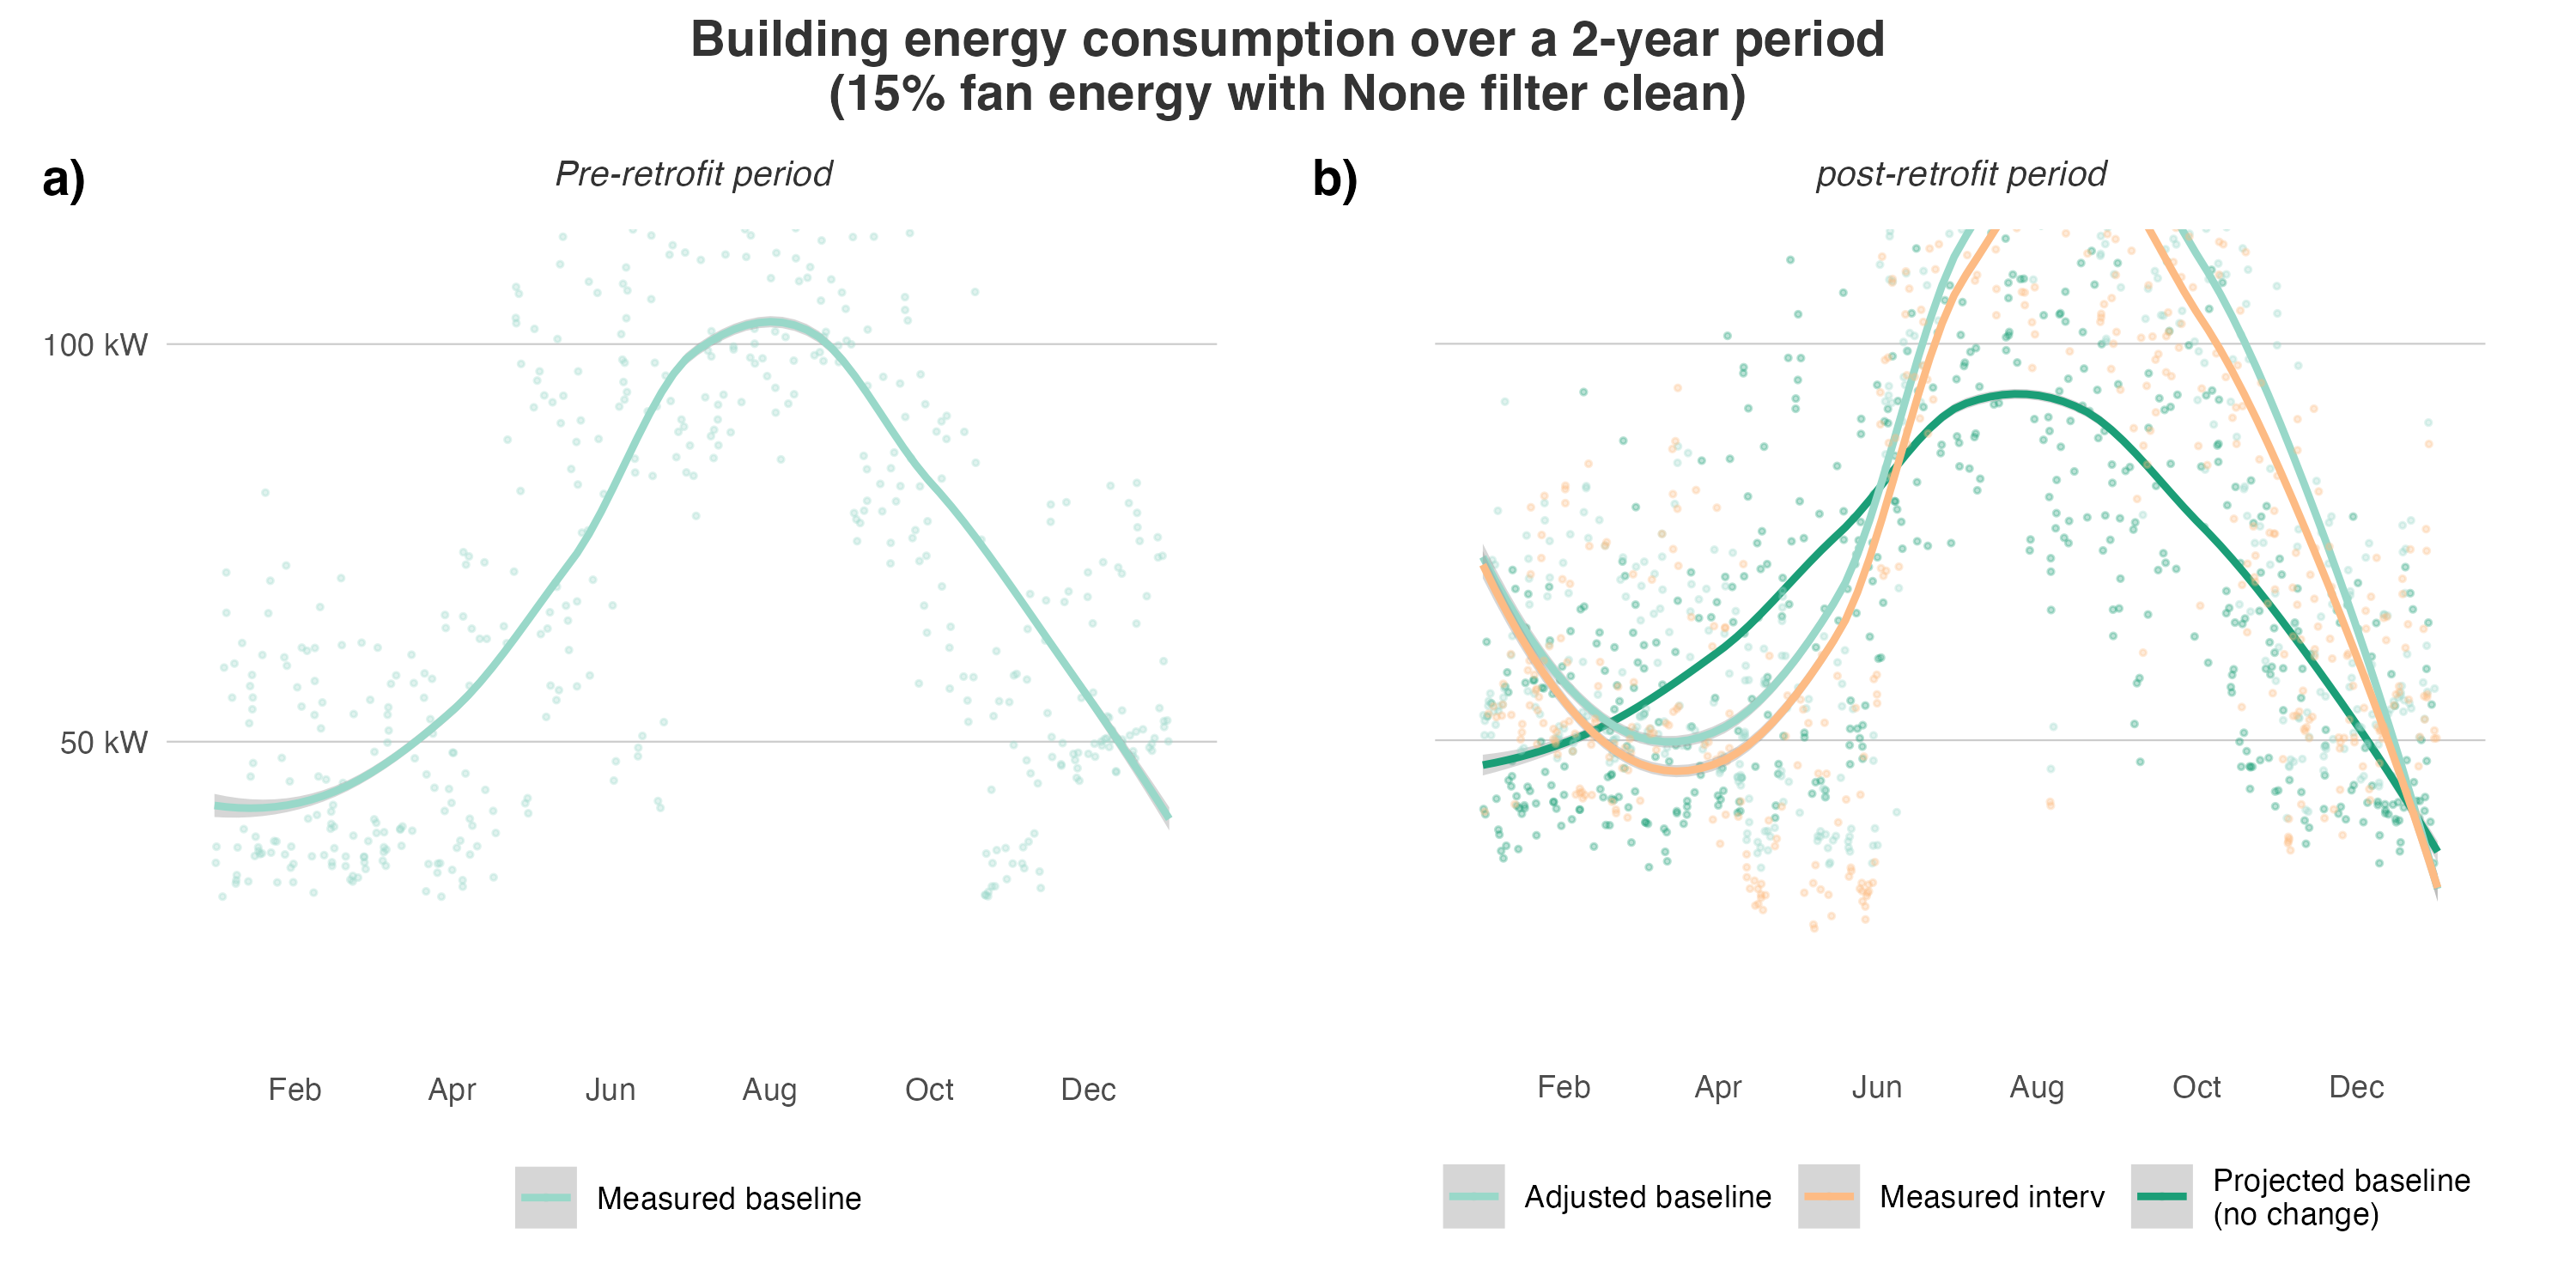 Building energy consumption over a 2-year period
(15% fan energy with None filter clean)
a)
Pre-retrofit period
100 kW
50 kW
Feb
Apr
Jun
Aug
Oct
Dec
Measured baseline
b)
post-retrofit period
Feb
Apr
Jun
Aug
Oct
Dec
Adjusted baseline
Measured interv
Projected baseline
(no change)